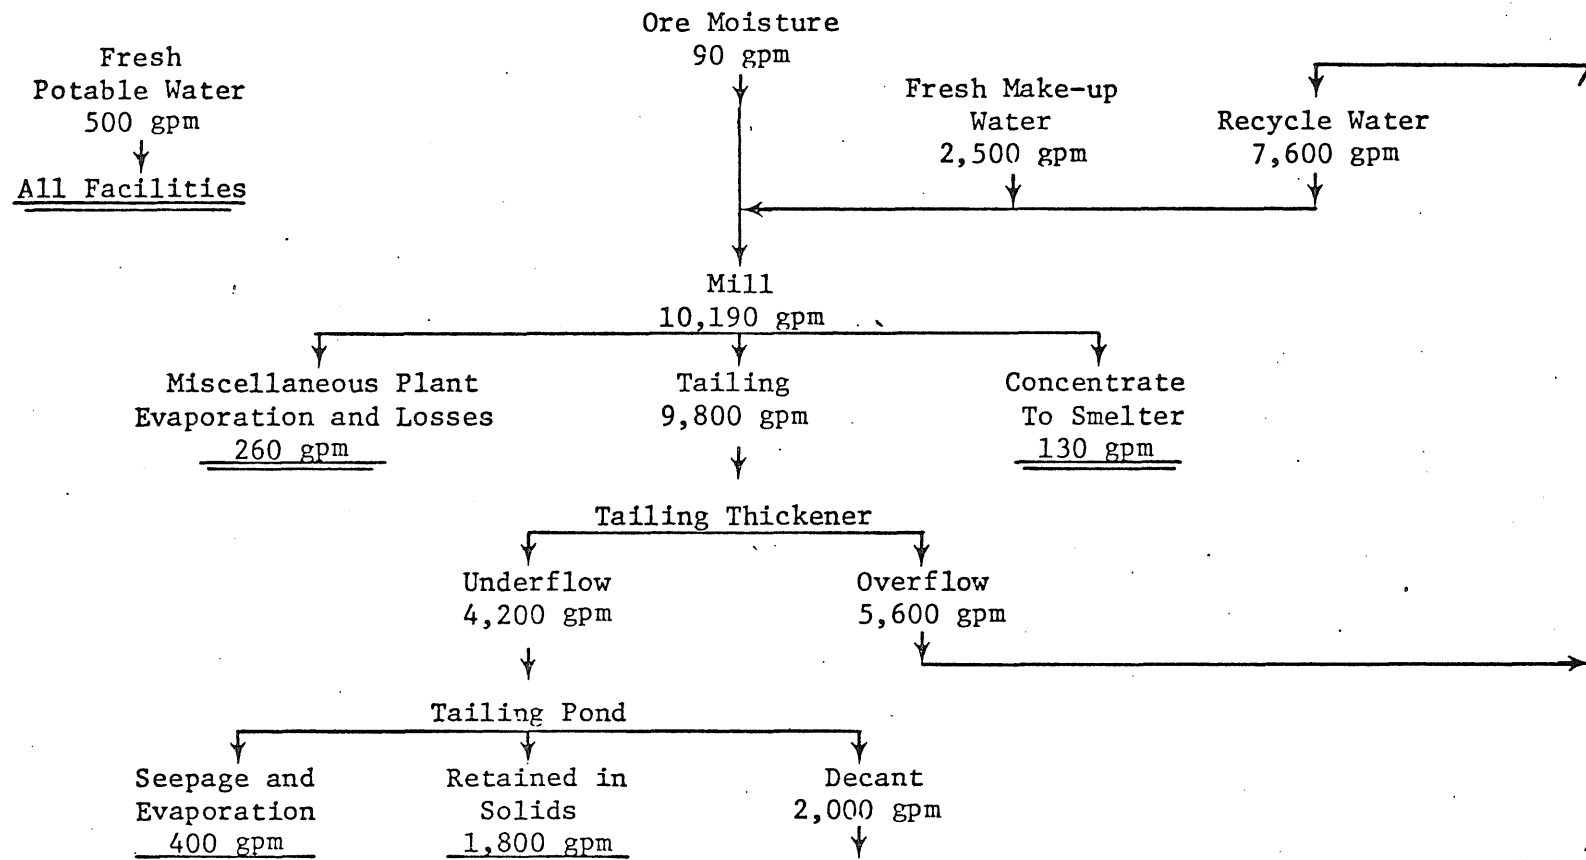 Ore Moisture
90 gpm
Fresh
Potable Water
500 gpm
All Facilities
Fresh Make-up
Water
2,500 gpm
Recycle Water
7,600 gpm
Mill
10,190 gpm
Miscellaneous Plant
Evaporation and Losses
260 gpm
Tailing
9,800 gpm
Concentrate
To Smelter
130 gpm
Tailing Thickener
Underflow
4,200 gpm
Overflow
5,600 gpm
Tailing Pond
Seepage and
Evaporation
400 gpm
Retained in
Solids
1,800 gpm
Decant
2,000 gpm